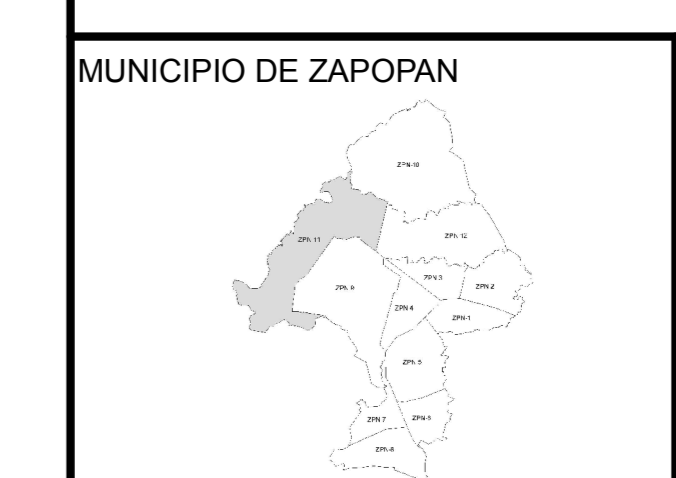 MUNICIPIO DE ZAPOPAN
ZPN-10
ZPN-11
ZPN-12
ZPN-3
ZPN-2
ZPN-9
ZPN-4
ZPN-1
ZPN-5
ZPN-7
ZPN-8
ZPN-6